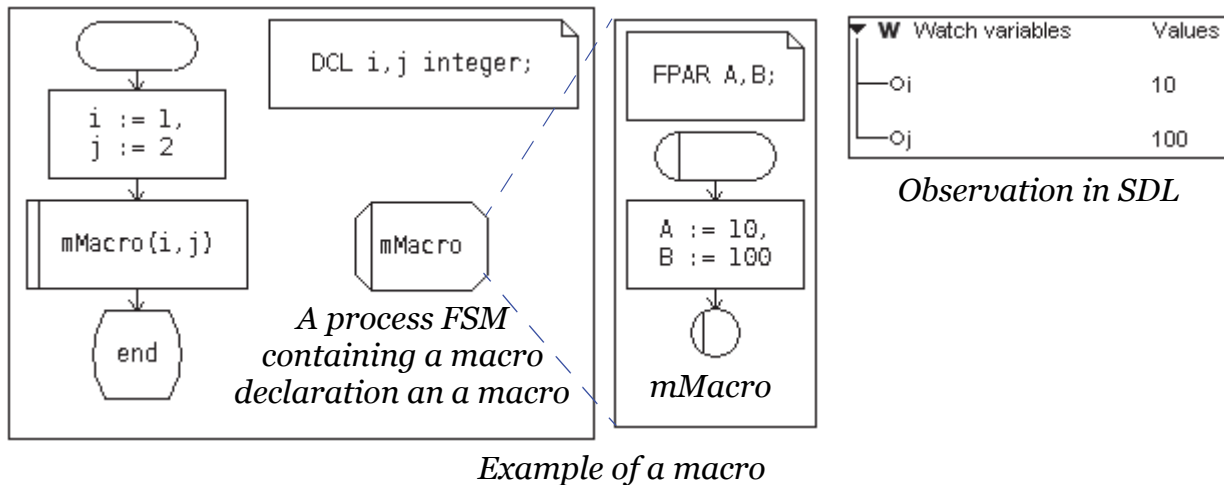 DCL i,j integer;
i := 1,
j := 2
mMacro(i,j)
end
mMacro
A process FSM
containing a macro
declaration an a macro
FPAR A,B;
A := 10,
B := 100
mMacro
W Watch variables Values
i 10
j 100
Observation in SDL
Example of a macro